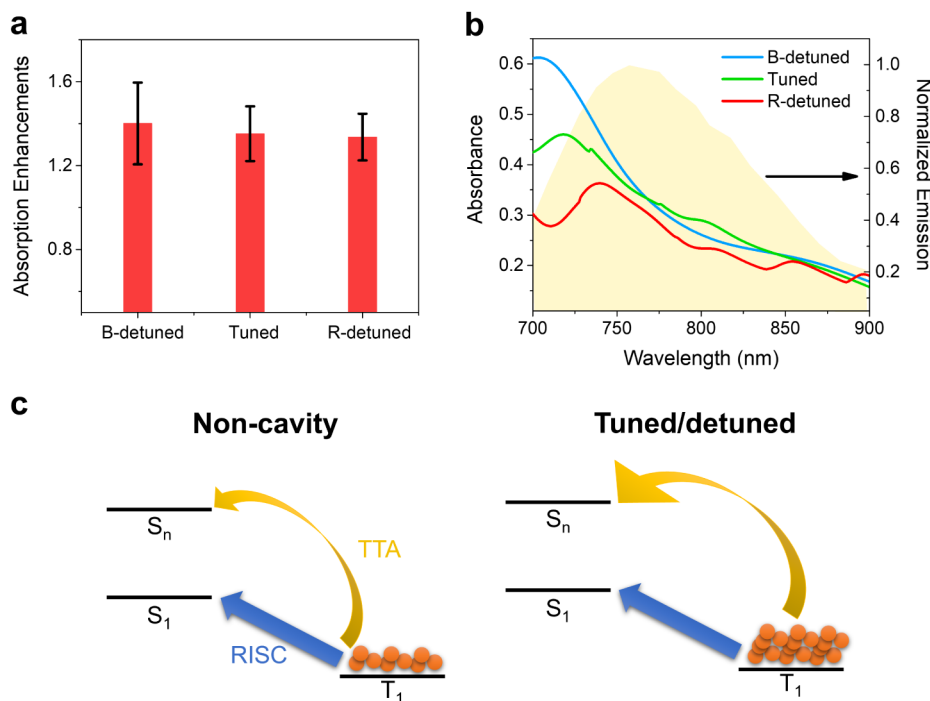 a
Absorption Enhancements
1.6
1.2
0.8
B-detuned Tuned R-detuned
b
Absorbance
0.6
0.5
0.4
0.3
0.2
B-detuned
Tuned
R-detuned
1.0
0.8
0.6
0.4
0.2
Normalized Emission
700 750 800 850 900
Wavelength (nm)
c
Non-cavity
Sn
TTA
S1
RISC
T1
Tuned/detuned
Sn
S1
T1